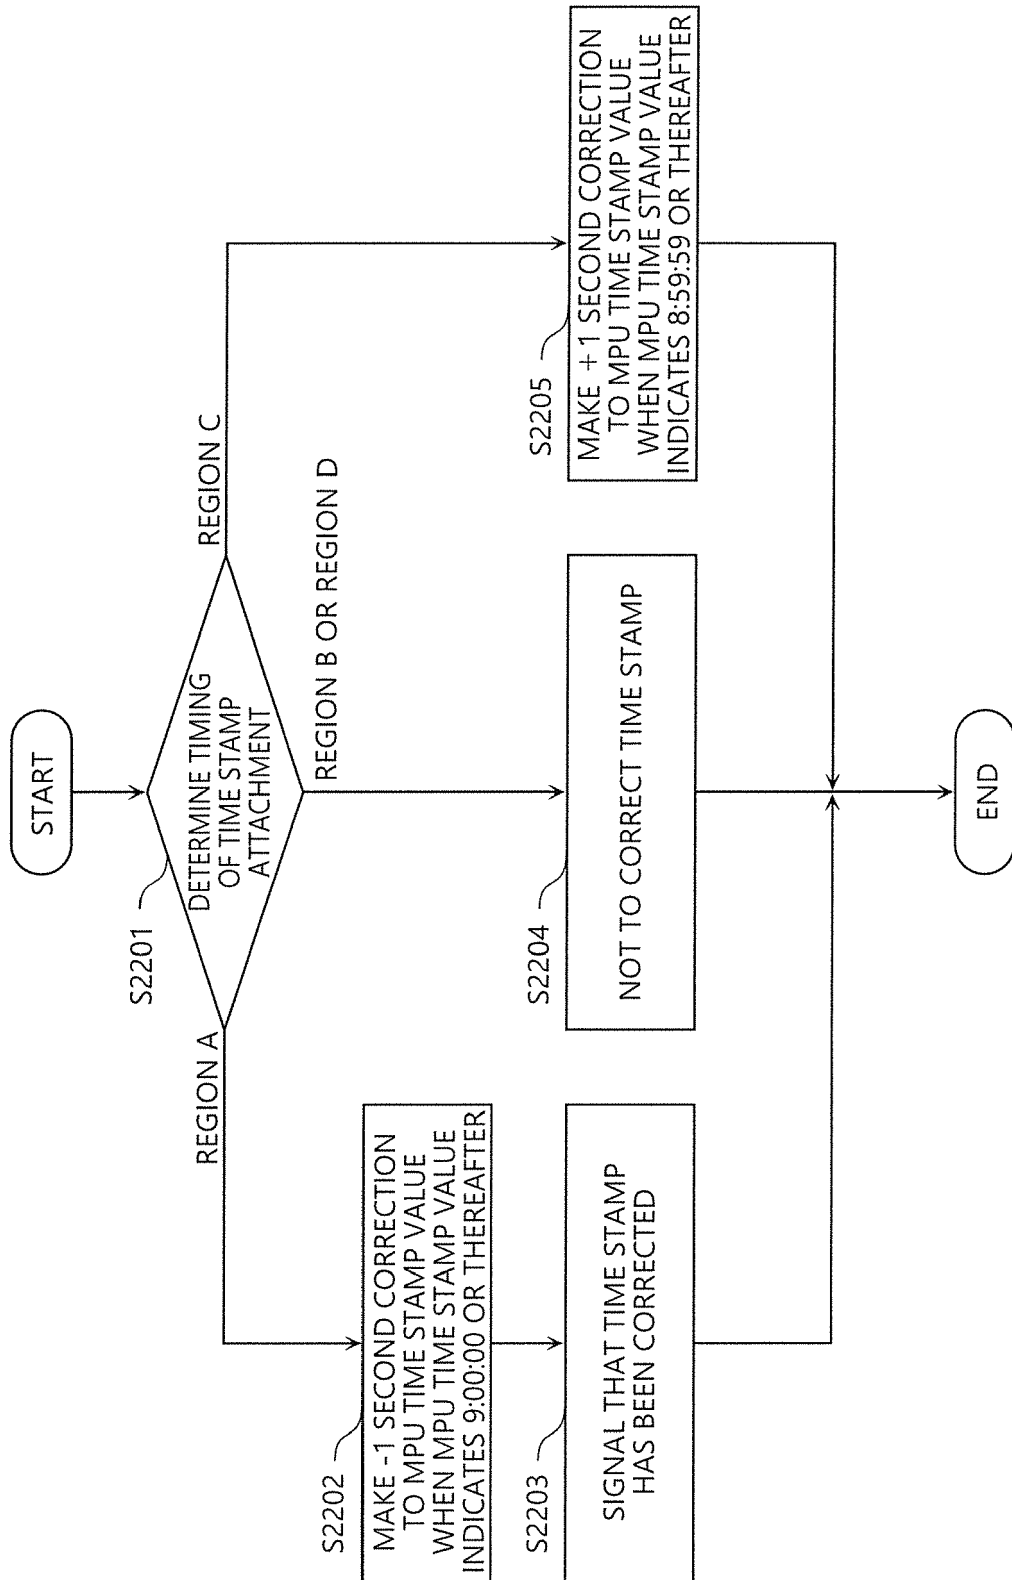 START
S2201
DETERMINE TIMING
OF TIME STAMP
ATTACHMENT
REGION A
REGION B OR REGION D
REGION C
S2202
MAKE -1 SECOND CORRECTION
TO MPU TIME STAMP VALUE
WHEN MPU TIME STAMP VALUE
INDICATES 9:00:00 OR THEREAFTER
S2203
SIGNAL THAT TIME STAMP
HAS BEEN CORRECTED
S2204
NOT TO CORRECT TIME STAMP
S2205
MAKE +1 SECOND CORRECTION
TO MPU TIME STAMP VALUE
WHEN MPU TIME STAMP VALUE
INDICATES 8:59:59 OR THEREAFTER
END